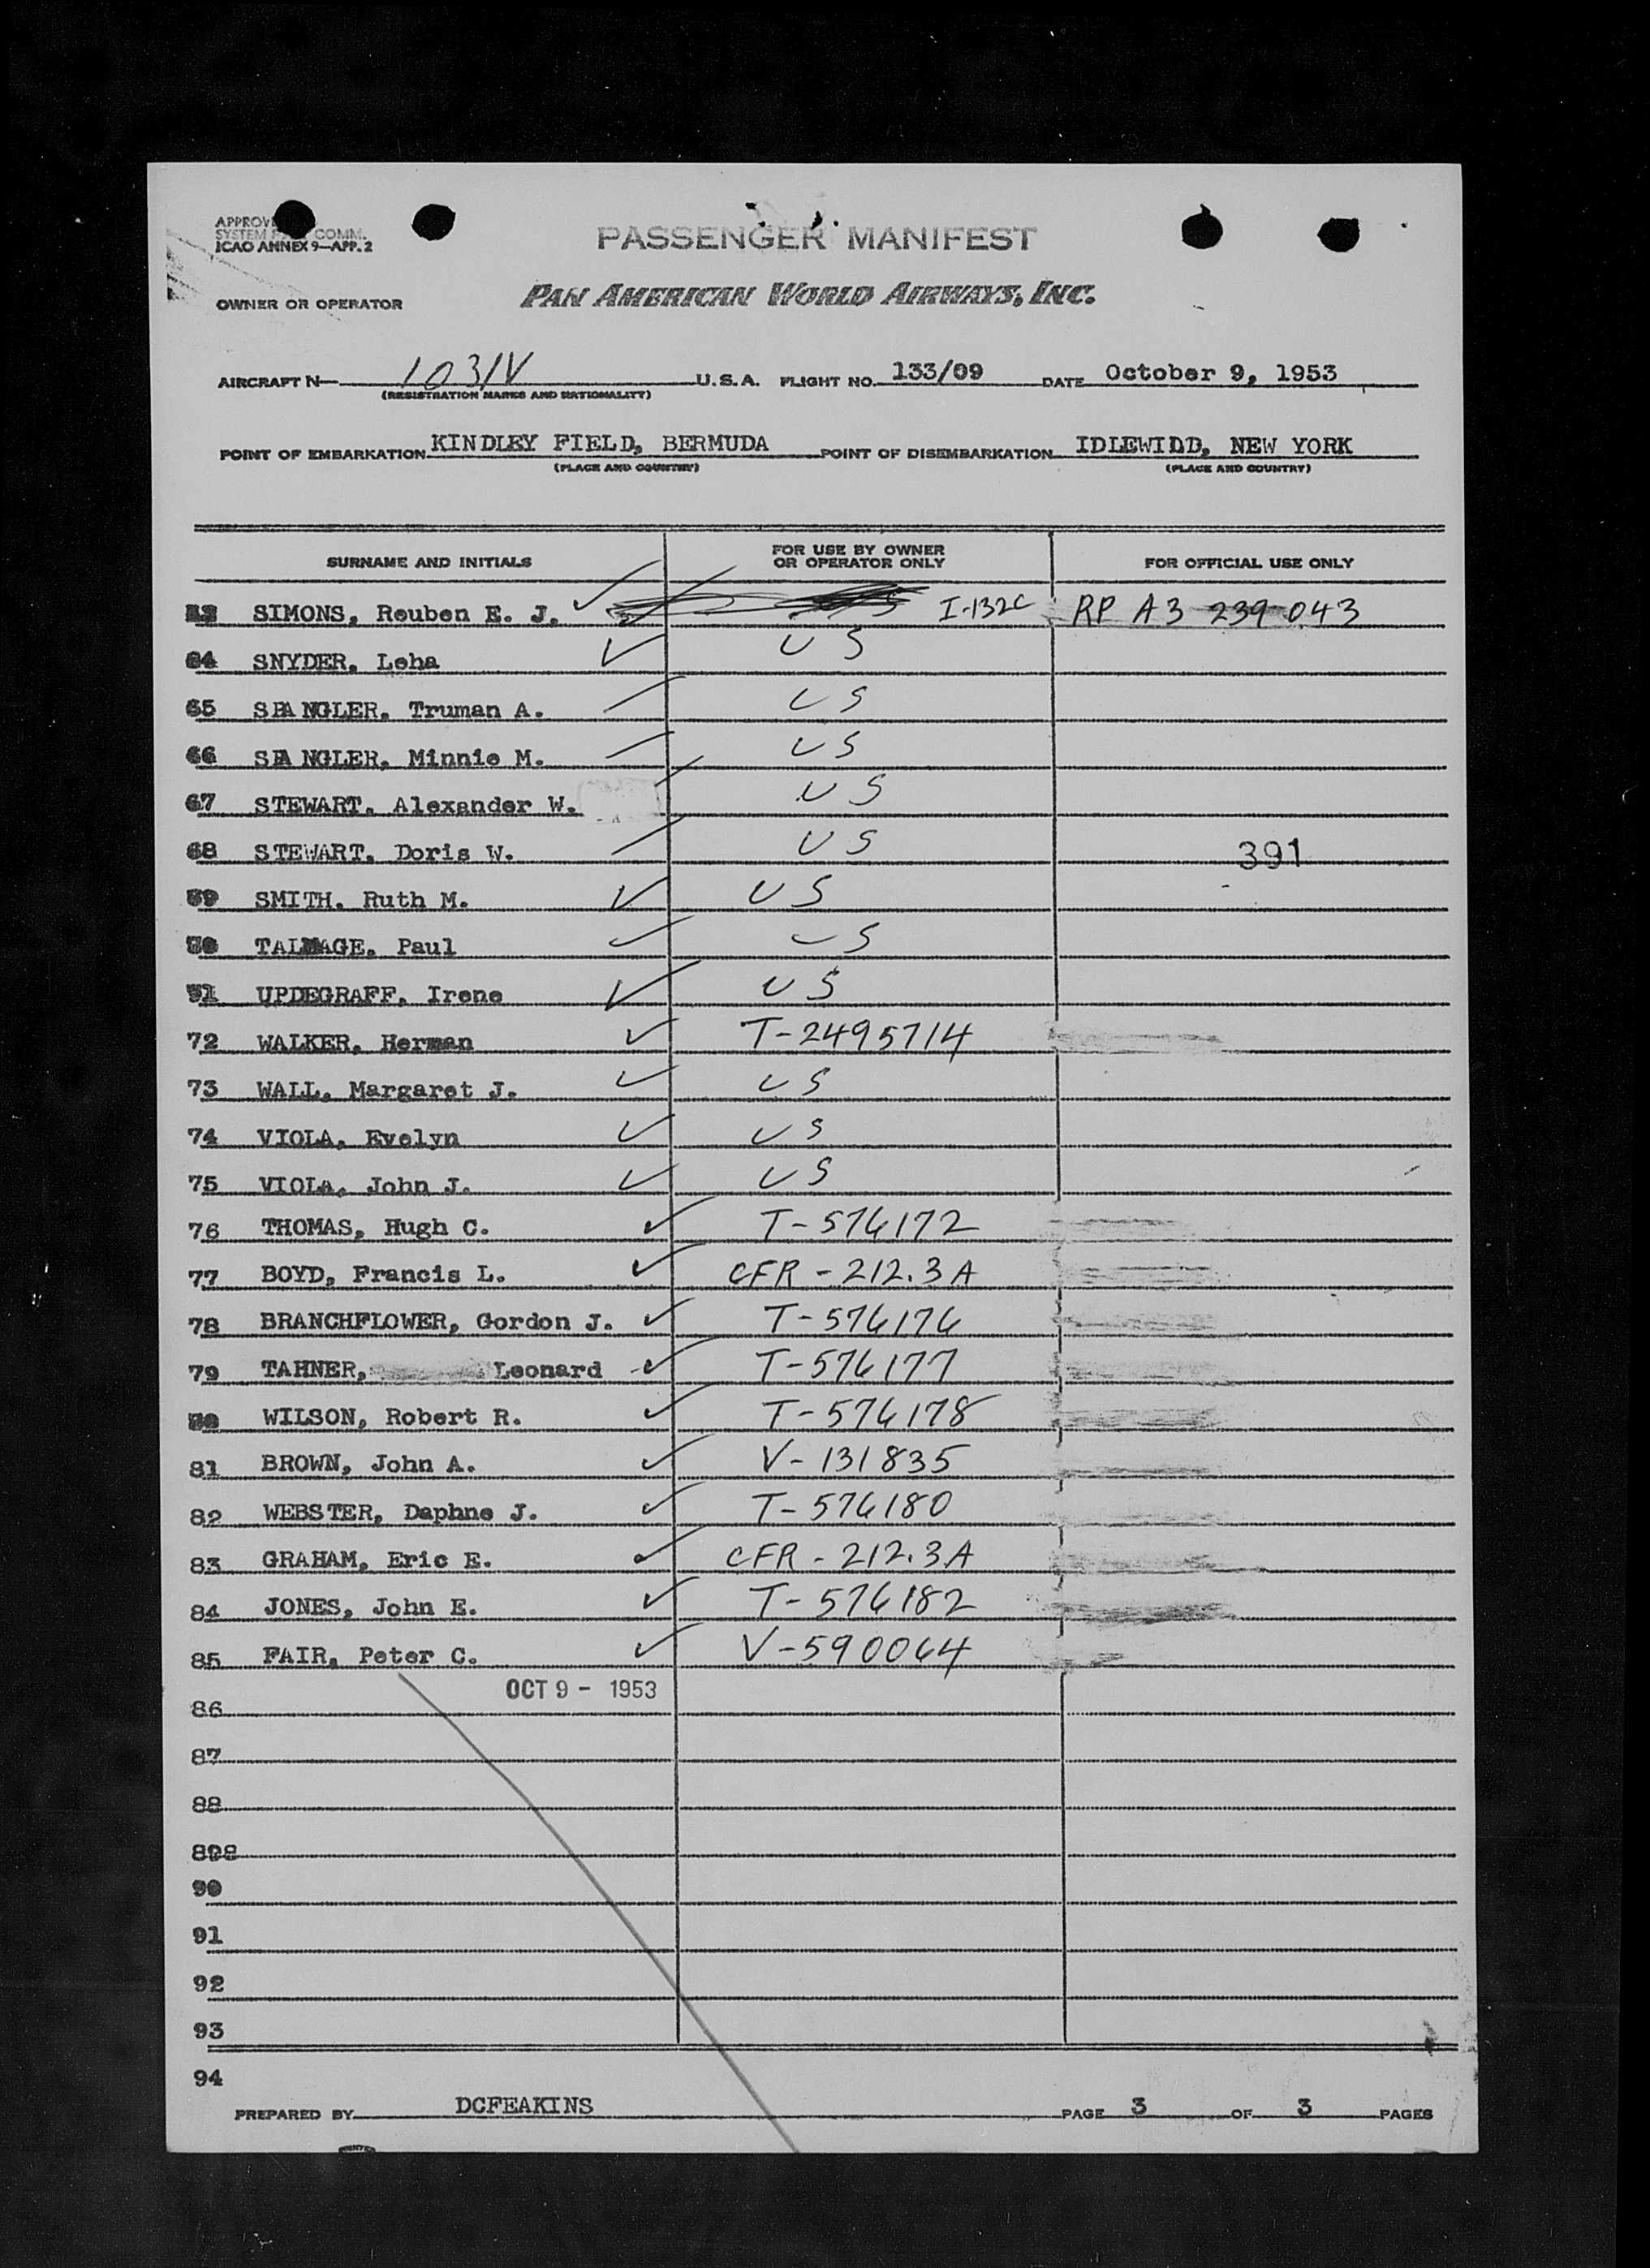 APPROVE
SYSTEM COMM.
ICAO ANNEX 9—APP. 2
PASSENGER MANIFEST
OWNER OR OPERATOR PAN AMERICAN WORLD AIRWAYS, INC.
AIRCRAFT N— 1031V U.S.A. FLIGHT NO. 133/09 DATE October 9, 1953
(REGISTRATION MARKS AND NATIONALITY)
POINT OF EMBARKATION KINDLEY FIELD, BERMUDA POINT OF DISEMBARKATION IDLEWILD, NEW YORK
(PLACE AND COUNTRY) (PLACE AND COUNTRY)
SURNAME AND INITIALS FOR USE BY OWNER OR OPERATOR ONLY FOR OFFICIAL USE ONLY
SIMONS, Reuben E. J. I-132C RP A3 239 043
64 SNYDER, Leha US
65 SPANGLER, Truman A. US
66 SPANGLER, Minnie M. US
67 STEWART, Alexander W. US
68 STEWART, Doris W. US 391
69 SMITH, Ruth M. US
70 TALMAGE, Paul US
71 UPDEGRAFF, Irene US
72 WALKER, Herman T-2495714
73 WALL, Margaret J. US
74 VIOLA, Evelyn US
75 VIOLA, John J. US
76 THOMAS, Hugh C. T-576172
77 BOYD, Francis L. CFR - 212.3A
78 BRANCHFLOWER, Gordon J. T-576176
79 TAHNER, Leonard T-576177
WILSON, Robert R. T-576178
81 BROWN, John A. V-131835
82 WEBSTER, Daphne J. T-576180
83 GRAHAM, Eric E. CFR - 212.3A
84 JONES, John E. T-576182
85 FAIR, Peter C. V-590064
OCT 9 - 1953
86
87
88
90
91
92
93
94
PREPARED BY DCFEAKINS PAGE 3 OF 3 PAGES